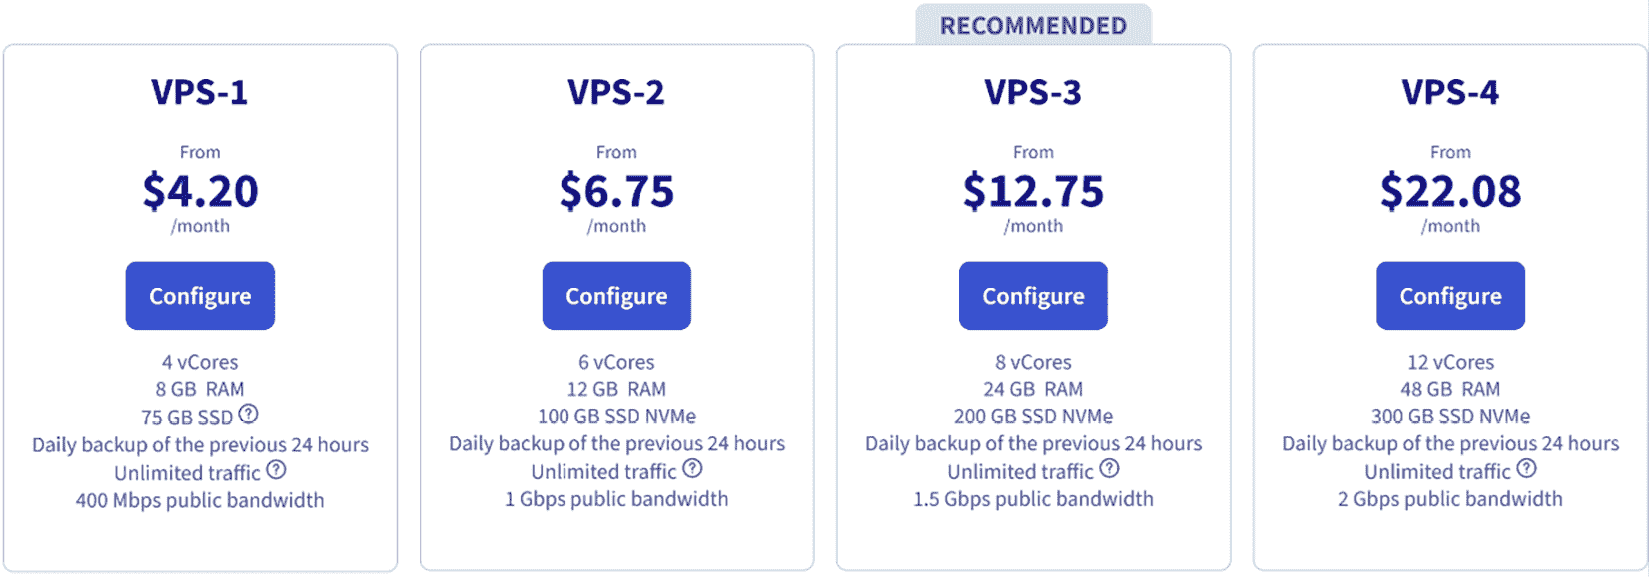 VPS-1
From
$4.20
/month
Configure
4 vCores
8 GB RAM
75 GB SSD ?
Daily backup of the previous 24 hours
Unlimited traffic ?
400 Mbps public bandwidth
VPS-2
From
$6.75
/month
Configure
6 vCores
12 GB RAM
100 GB SSD NVMe
Daily backup of the previous 24 hours
Unlimited traffic ?
1 Gbps public bandwidth
RECOMMENDED
VPS-3
From
$12.75
/month
Configure
8 vCores
24 GB RAM
200 GB SSD NVMe
Daily backup of the previous 24 hours
Unlimited traffic ?
1.5 Gbps public bandwidth
VPS-4
From
$22.08
/month
Configure
12 vCores
48 GB RAM
300 GB SSD NVMe
Daily backup of the previous 24 hours
Unlimited traffic ?
2 Gbps public bandwidth